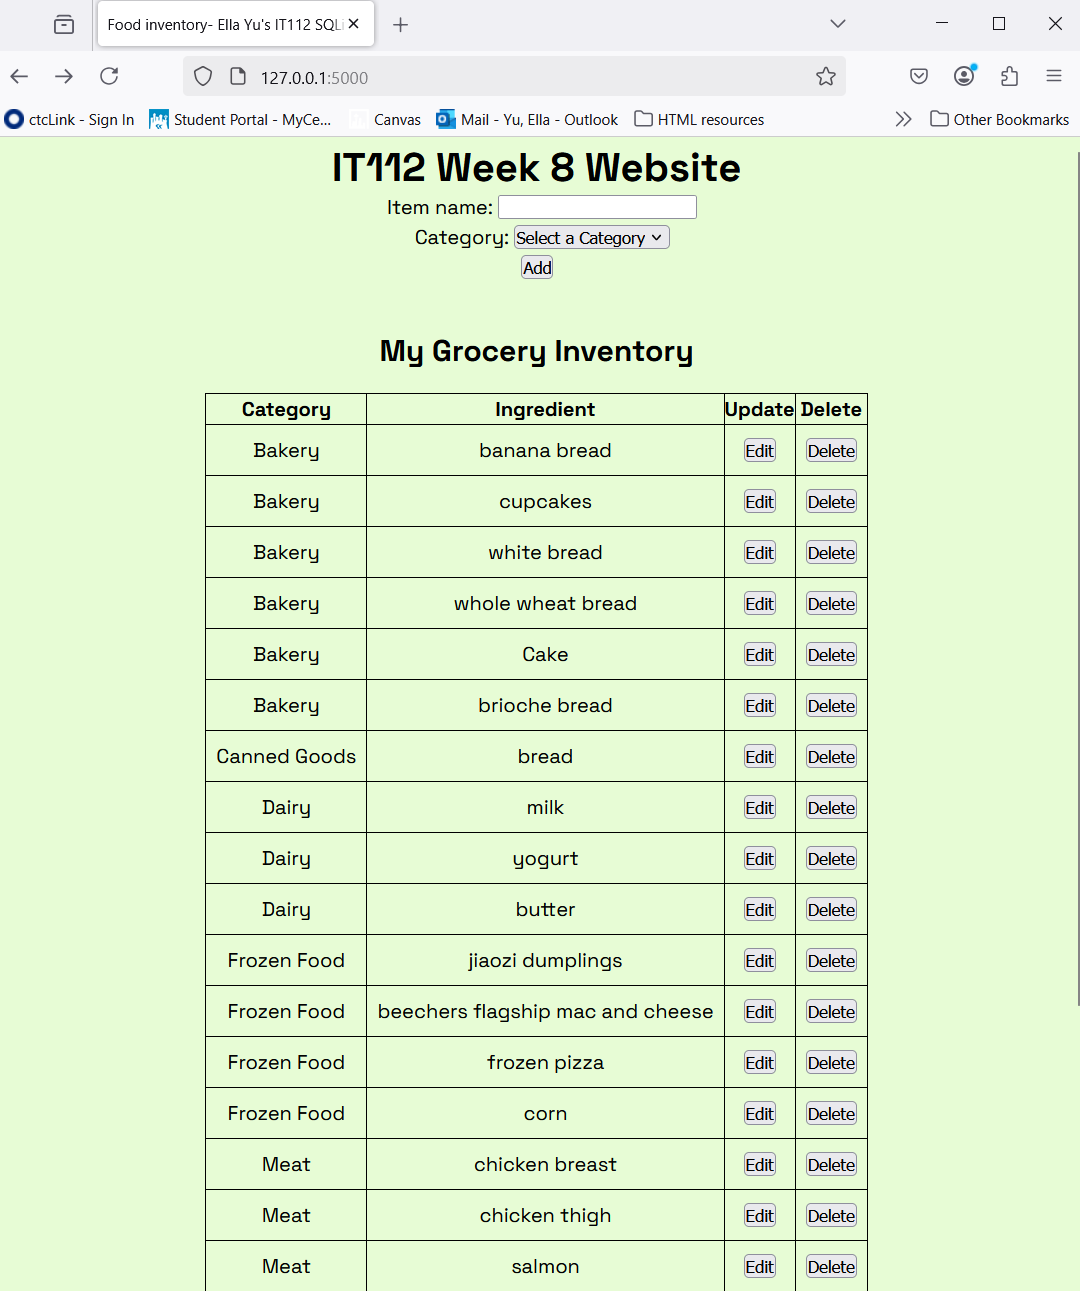 Food inventory- Ella Yu's IT112 SQLi
127.0.0.1:5000
ctcLink - Sign In Student Portal - MyCe... Canvas Mail - Yu, Ella - Outlook HTML resources Other Bookmarks
IT112 Week 8 Website
Item name:
Category: Select a Category
Add
My Grocery Inventory
Category Ingredient Update Delete
Bakery banana bread Edit Delete
Bakery cupcakes Edit Delete
Bakery white bread Edit Delete
Bakery whole wheat bread Edit Delete
Bakery Cake Edit Delete
Bakery brioche bread Edit Delete
Canned Goods bread Edit Delete
Dairy milk Edit Delete
Dairy yogurt Edit Delete
Dairy butter Edit Delete
Frozen Food jiaozi dumplings Edit Delete
Frozen Food beechers flagship mac and cheese Edit Delete
Frozen Food frozen pizza Edit Delete
Frozen Food corn Edit Delete
Meat chicken breast Edit Delete
Meat chicken thigh Edit Delete
Meat salmon Edit Delete